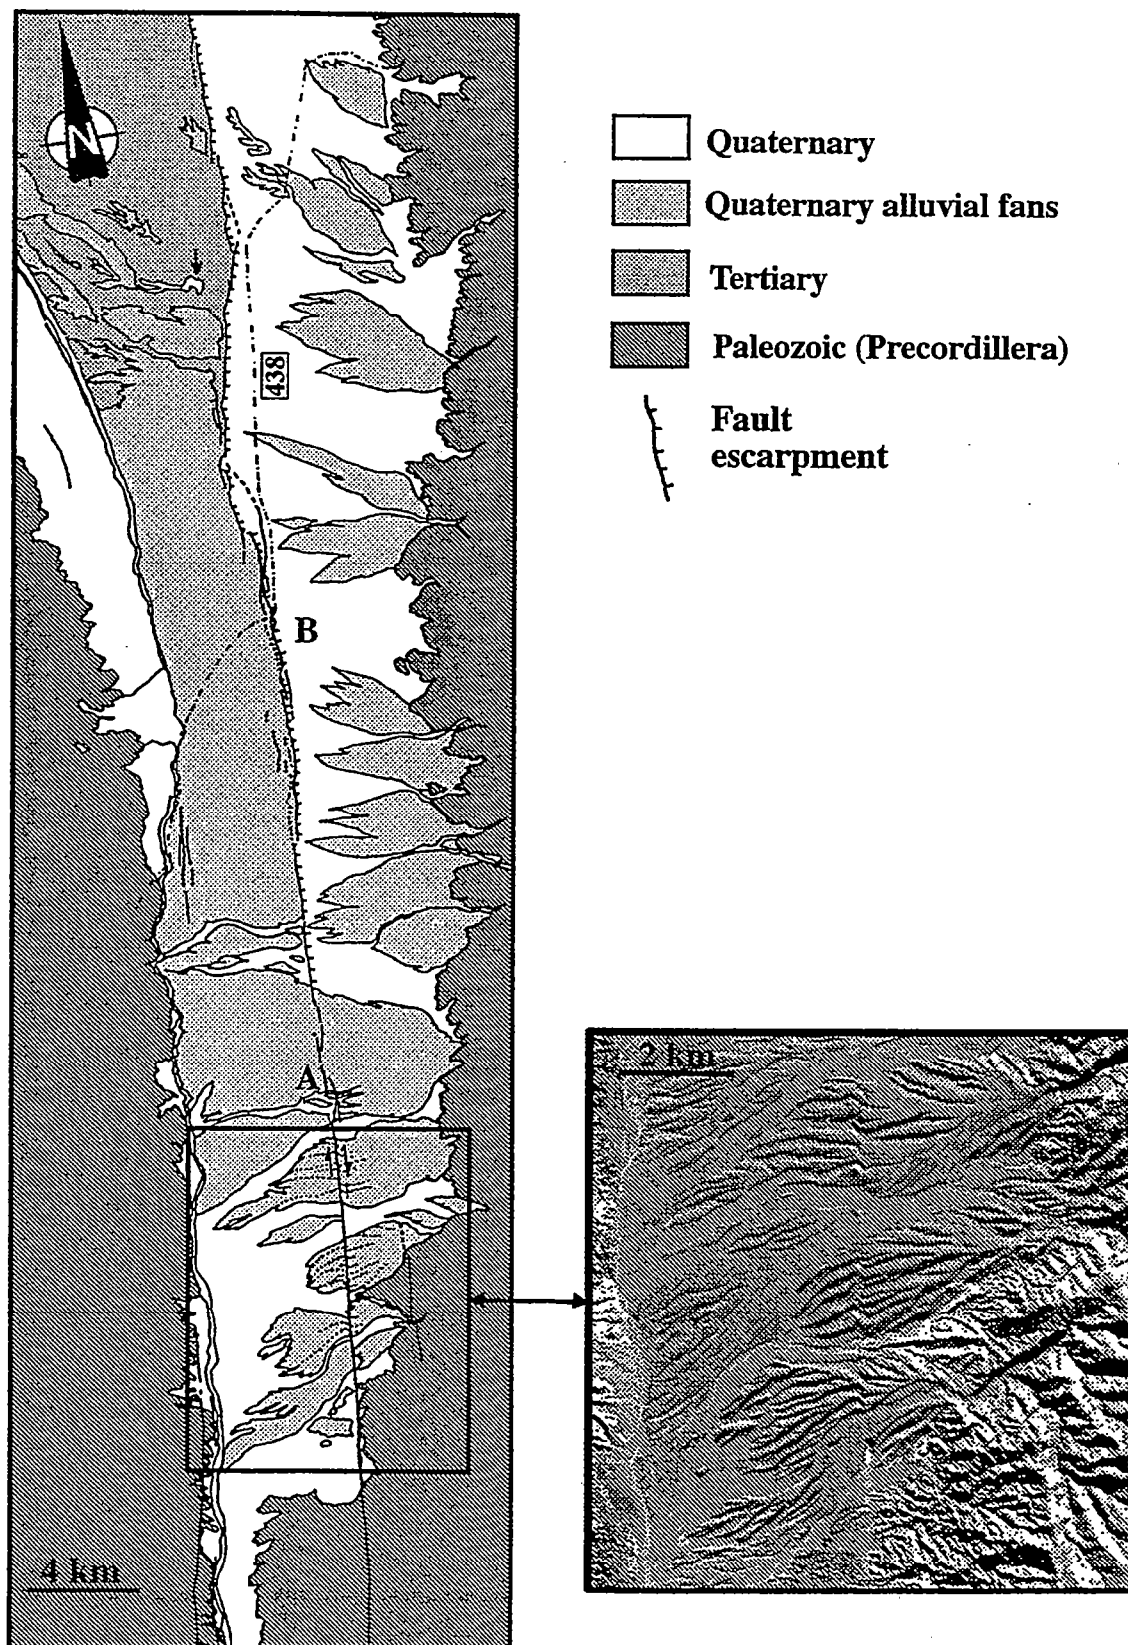 N
438
B
A
4 km
Quaternary
Quaternary alluvial fans
Tertiary
Paleozoic (Precordillera)
Fault
escarpment
2 km